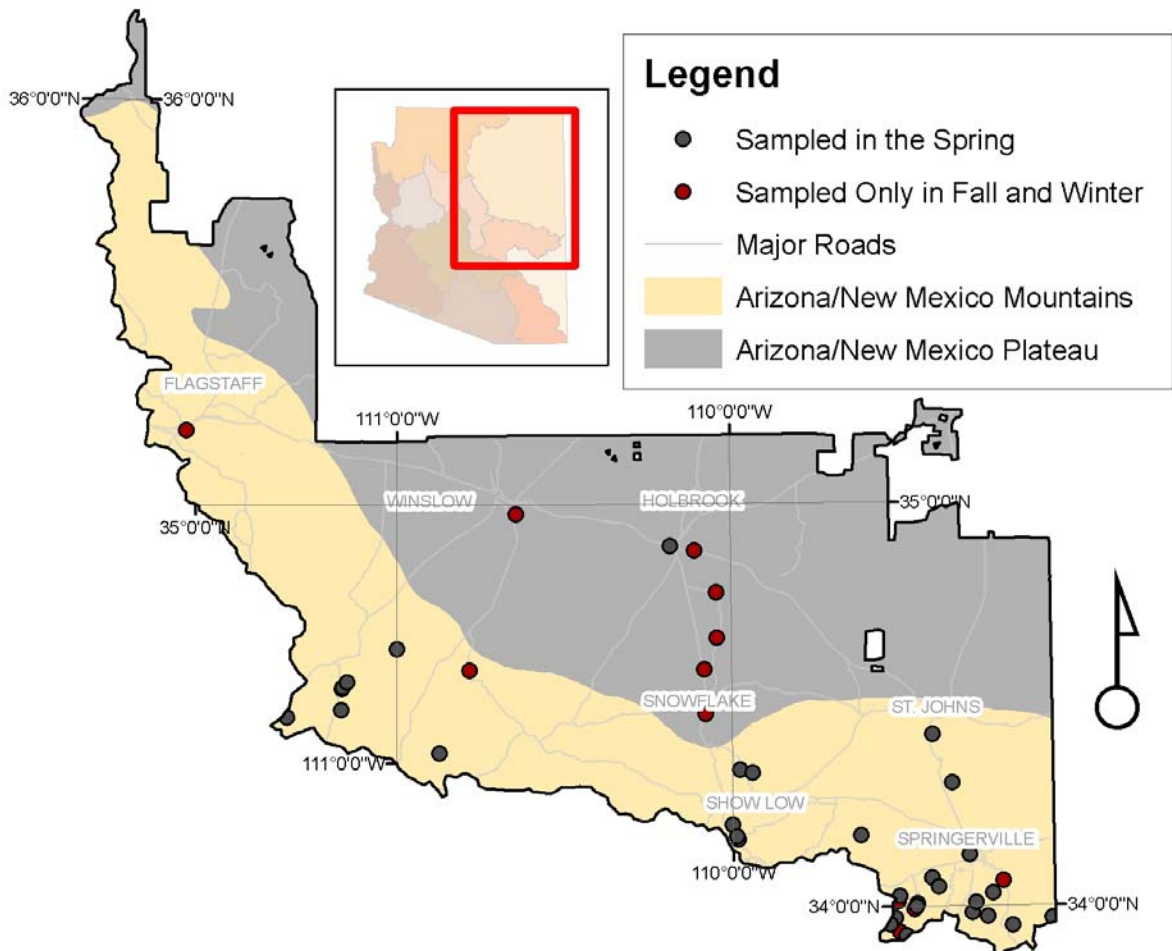 Legend
Sampled in the Spring
Sampled Only in Fall and Winter
Major Roads
Arizona/New Mexico Mountains
Arizona/New Mexico Plateau
36°0'0"N
36°0'0"N
FLAGSTAFF
111°0'0"W
110°0'0"W
WINSLOW
HOLBROOK
35°0'0"N
35°0'0"N
SNOWFLAKE
ST. JOHNS
111°0'0"W
SHOW LOW
SPRINGERVILLE
110°0'0"W
34°0'0"N
34°0'0"N